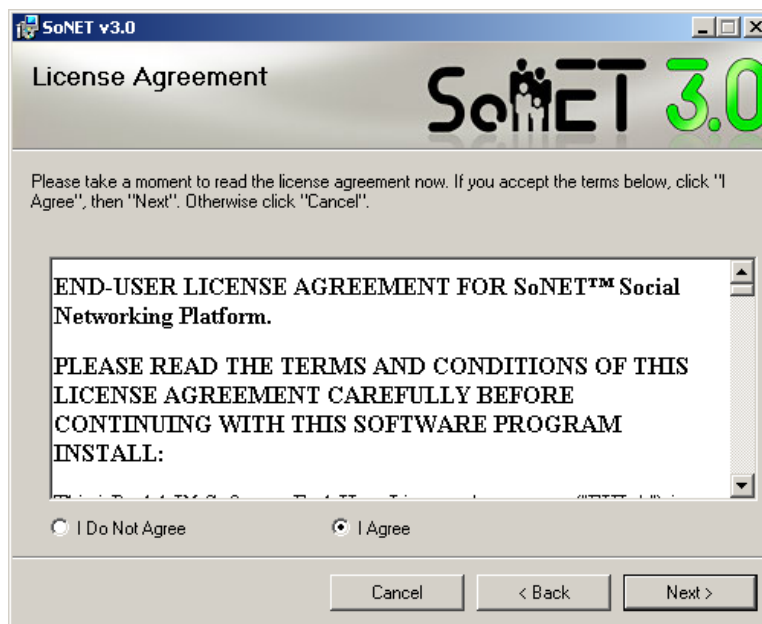 SoNET v3.0
License Agreement
SoNET 3.0
Please take a moment to read the license agreement now. If you accept the terms below, click "I
Agree", then "Next". Otherwise click "Cancel".
END-USER LICENSE AGREEMENT FOR SoNET™ Social
Networking Platform.
PLEASE READ THE TERMS AND CONDITIONS OF THIS
LICENSE AGREEMENT CAREFULLY BEFORE
CONTINUING WITH THIS SOFTWARE PROGRAM
INSTALL:
I Do Not Agree
I Agree
Cancel
< Back
Next >